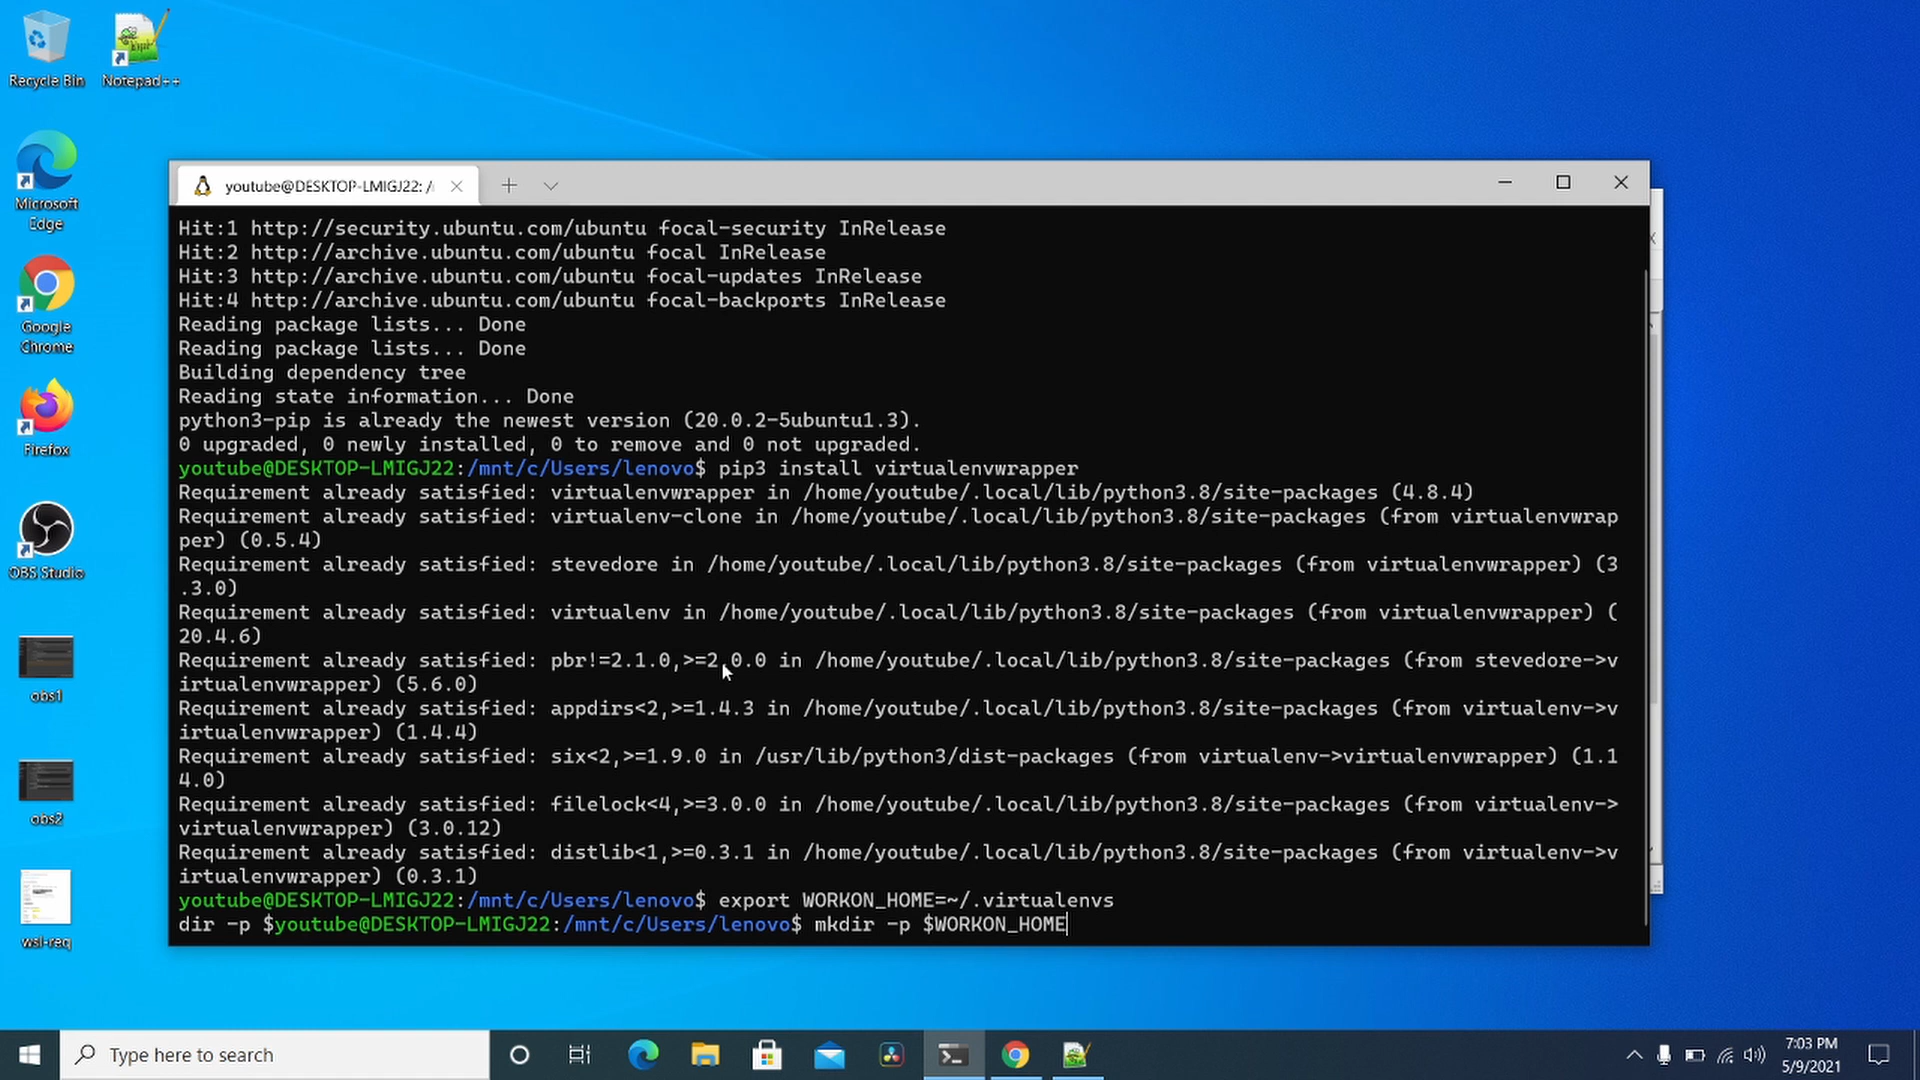 Recycle Bin
Notepad++
Microsoft
Edge
Google
Chrome
Firefox
OBS Studio
obs1
obs2
wsl-req
youtube@DESKTOP-LMIGJ22: /
Hit:1 http://security.ubuntu.com/ubuntu focal-security InRelease
Hit:2 http://archive.ubuntu.com/ubuntu focal InRelease
Hit:3 http://archive.ubuntu.com/ubuntu focal-updates InRelease
Hit:4 http://archive.ubuntu.com/ubuntu focal-backports InRelease
Reading package lists... Done
Reading package lists... Done
Building dependency tree
Reading state information... Done
python3-pip is already the newest version (20.0.2-5ubuntu1.3).
0 upgraded, 0 newly installed, 0 to remove and 0 not upgraded.
youtube@DESKTOP-LMIGJ22:/mnt/c/Users/lenovo$ pip3 install virtualenvwrapper
Requirement already satisfied: virtualenvwrapper in /home/youtube/.local/lib/python3.8/site-packages (4.8.4)
Requirement already satisfied: virtualenv-clone in /home/youtube/.local/lib/python3.8/site-packages (from virtualenvwrap
per) (0.5.4)
Requirement already satisfied: stevedore in /home/youtube/.local/lib/python3.8/site-packages (from virtualenvwrapper) (3
.3.0)
Requirement already satisfied: virtualenv in /home/youtube/.local/lib/python3.8/site-packages (from virtualenvwrapper) (
20.4.6)
Requirement already satisfied: pbr!=2.1.0,>=2.0.0 in /home/youtube/.local/lib/python3.8/site-packages (from stevedore->v
irtualenvwrapper) (5.6.0)
Requirement already satisfied: appdirs<2,>=1.4.3 in /home/youtube/.local/lib/python3.8/site-packages (from virtualenv->v
irtualenvwrapper) (1.4.4)
Requirement already satisfied: six<2,>=1.9.0 in /usr/lib/python3/dist-packages (from virtualenv->virtualenvwrapper) (1.1
4.0)
Requirement already satisfied: filelock<4,>=3.0.0 in /home/youtube/.local/lib/python3.8/site-packages (from virtualenv->
virtualenvwrapper) (3.0.12)
Requirement already satisfied: distlib<1,>=0.3.1 in /home/youtube/.local/lib/python3.8/site-packages (from virtualenv->v
irtualenvwrapper) (0.3.1)
youtube@DESKTOP-LMIGJ22:/mnt/c/Users/lenovo$ export WORKON_HOME=~/.virtualenvs
dir -p $youtube@DESKTOP-LMIGJ22:/mnt/c/Users/lenovo$ mkdir -p $WORKON_HOME
Type here to search
7:03 PM
5/9/2021